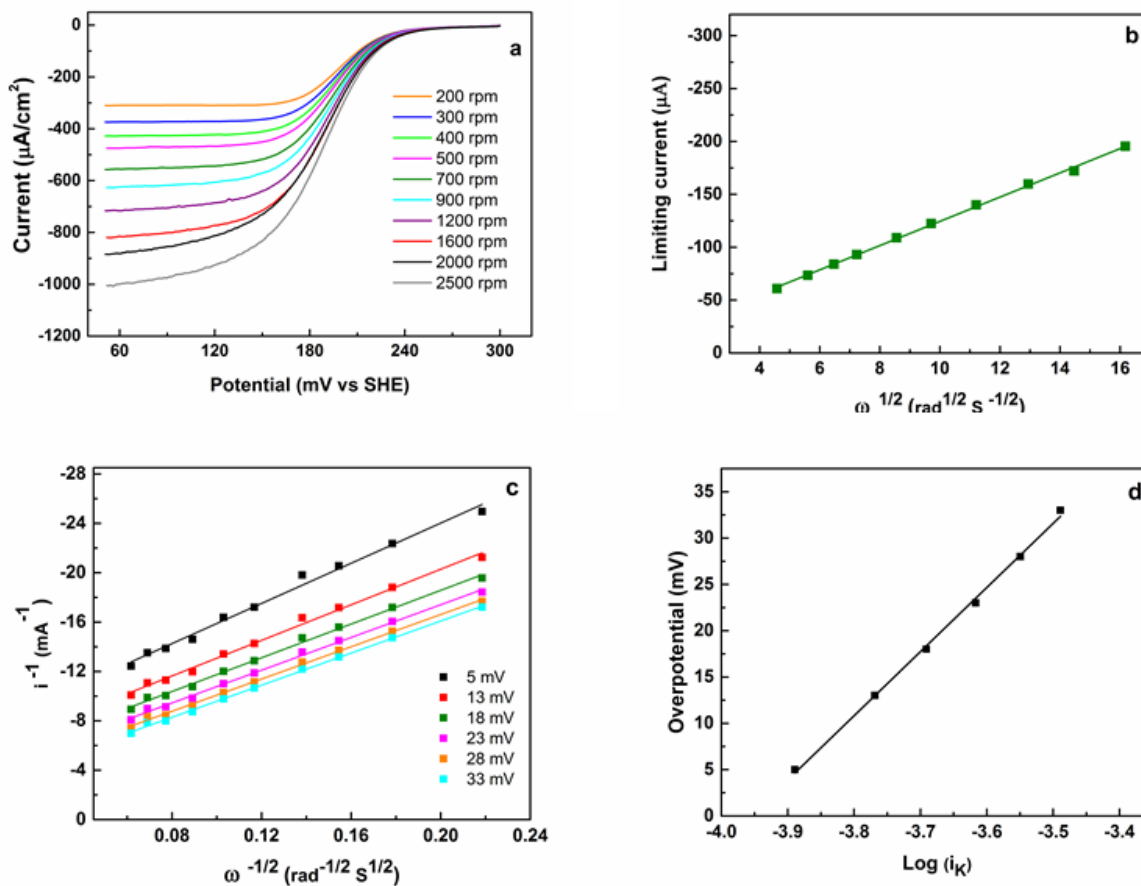 a
0
-200
-400
-600
-800
-1000
-1200
Current (µA/cm²)
200 rpm
300 rpm
400 rpm
500 rpm
700 rpm
900 rpm
1200 rpm
1600 rpm
2000 rpm
2500 rpm
60 120 180 240 300
Potential (mV vs SHE)
b
-300
-200
-150
-100
-50
0
Limiting current (µA)
4 6 8 10 12 14 16
ω 1/2 (rad1/2 S -1/2)
c
-28
-24
-20
-16
-12
-8
-4
0
i-1 (mA-1)
5 mV
13 mV
18 mV
23 mV
28 mV
33 mV
0.08 0.12 0.16 0.20 0.24
ω -1/2 (rad-1/2 S1/2)
d
35
30
25
20
15
10
5
0
Overpotential (mV)
-4.0 -3.9 -3.8 -3.7 -3.6 -3.5 -3.4
Log (iK)